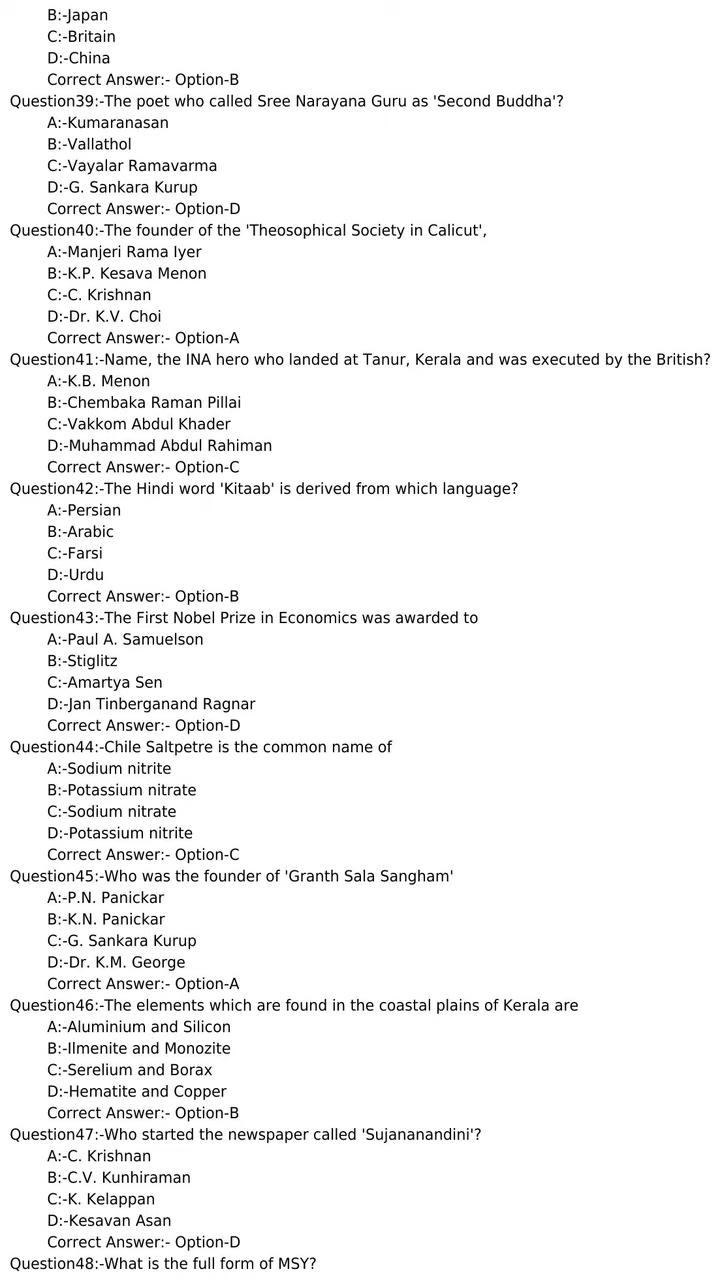 B:-Japan
C:-Britain
D:-China
Correct Answer:- Option-B
Question39:-The poet who called Sree Narayana Guru as 'Second Buddha'?
A:-Kumaranasan
B:-Vallathol
C:-Vayalar Ramavarma
D:-G. Sankara Kurup
Correct Answer:- Option-D
Question40:-The founder of the 'Theosophical Society in Calicut',
A:-Manjeri Rama Iyer
B:-K.P. Kesava Menon
C:-C. Krishnan
D:-Dr. K.V. Choi
Correct Answer:- Option-A
Question41:-Name, the INA hero who landed at Tanur, Kerala and was executed by the British?
A:-K.B. Menon
B:-Chembaka Raman Pillai
C:-Vakkom Abdul Khader
D:-Muhammad Abdul Rahiman
Correct Answer:- Option-C
Question42:-The Hindi word 'Kitaab' is derived from which language?
A:-Persian
B:-Arabic
C:-Farsi
D:-Urdu
Correct Answer:- Option-B
Question43:-The First Nobel Prize in Economics was awarded to
A:-Paul A. Samuelson
B:-Stiglitz
C:-Amartya Sen
D:-Jan Tinberganand Ragnar
Correct Answer:- Option-D
Question44:-Chile Saltpetre is the common name of
A:-Sodium nitrite
B:-Potassium nitrate
C:-Sodium nitrate
D:-Potassium nitrite
Correct Answer:- Option-C
Question45:-Who was the founder of 'Granth Sala Sangham'
A:-P.N. Panickar
B:-K.N. Panickar
C:-G. Sankara Kurup
D:-Dr. K.M. George
Correct Answer:- Option-A
Question46:-The elements which are found in the coastal plains of Kerala are
A:-Aluminium and Silicon
B:-Ilmenite and Monozite
C:-Serelium and Borax
D:-Hematite and Copper
Correct Answer:- Option-B
Question47:-Who started the newspaper called 'Sujananandini'?
A:-C. Krishnan
B:-C.V. Kunhiraman
C:-K. Kelappan
D:-Kesavan Asan
Correct Answer:- Option-D
Question48:-What is the full form of MSY?